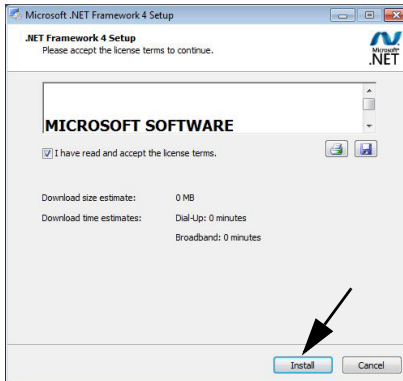 Microsoft .NET Framework 4 Setup
.NET Framework 4 Setup
Please accept the license terms to continue.
Microsoft
.NET
MICROSOFT SOFTWARE
I have read and accept the license terms.
Download size estimate: 0 MB
Download time estimates: Dial-Up: 0 minutes
Broadband: 0 minutes
Install Cancel